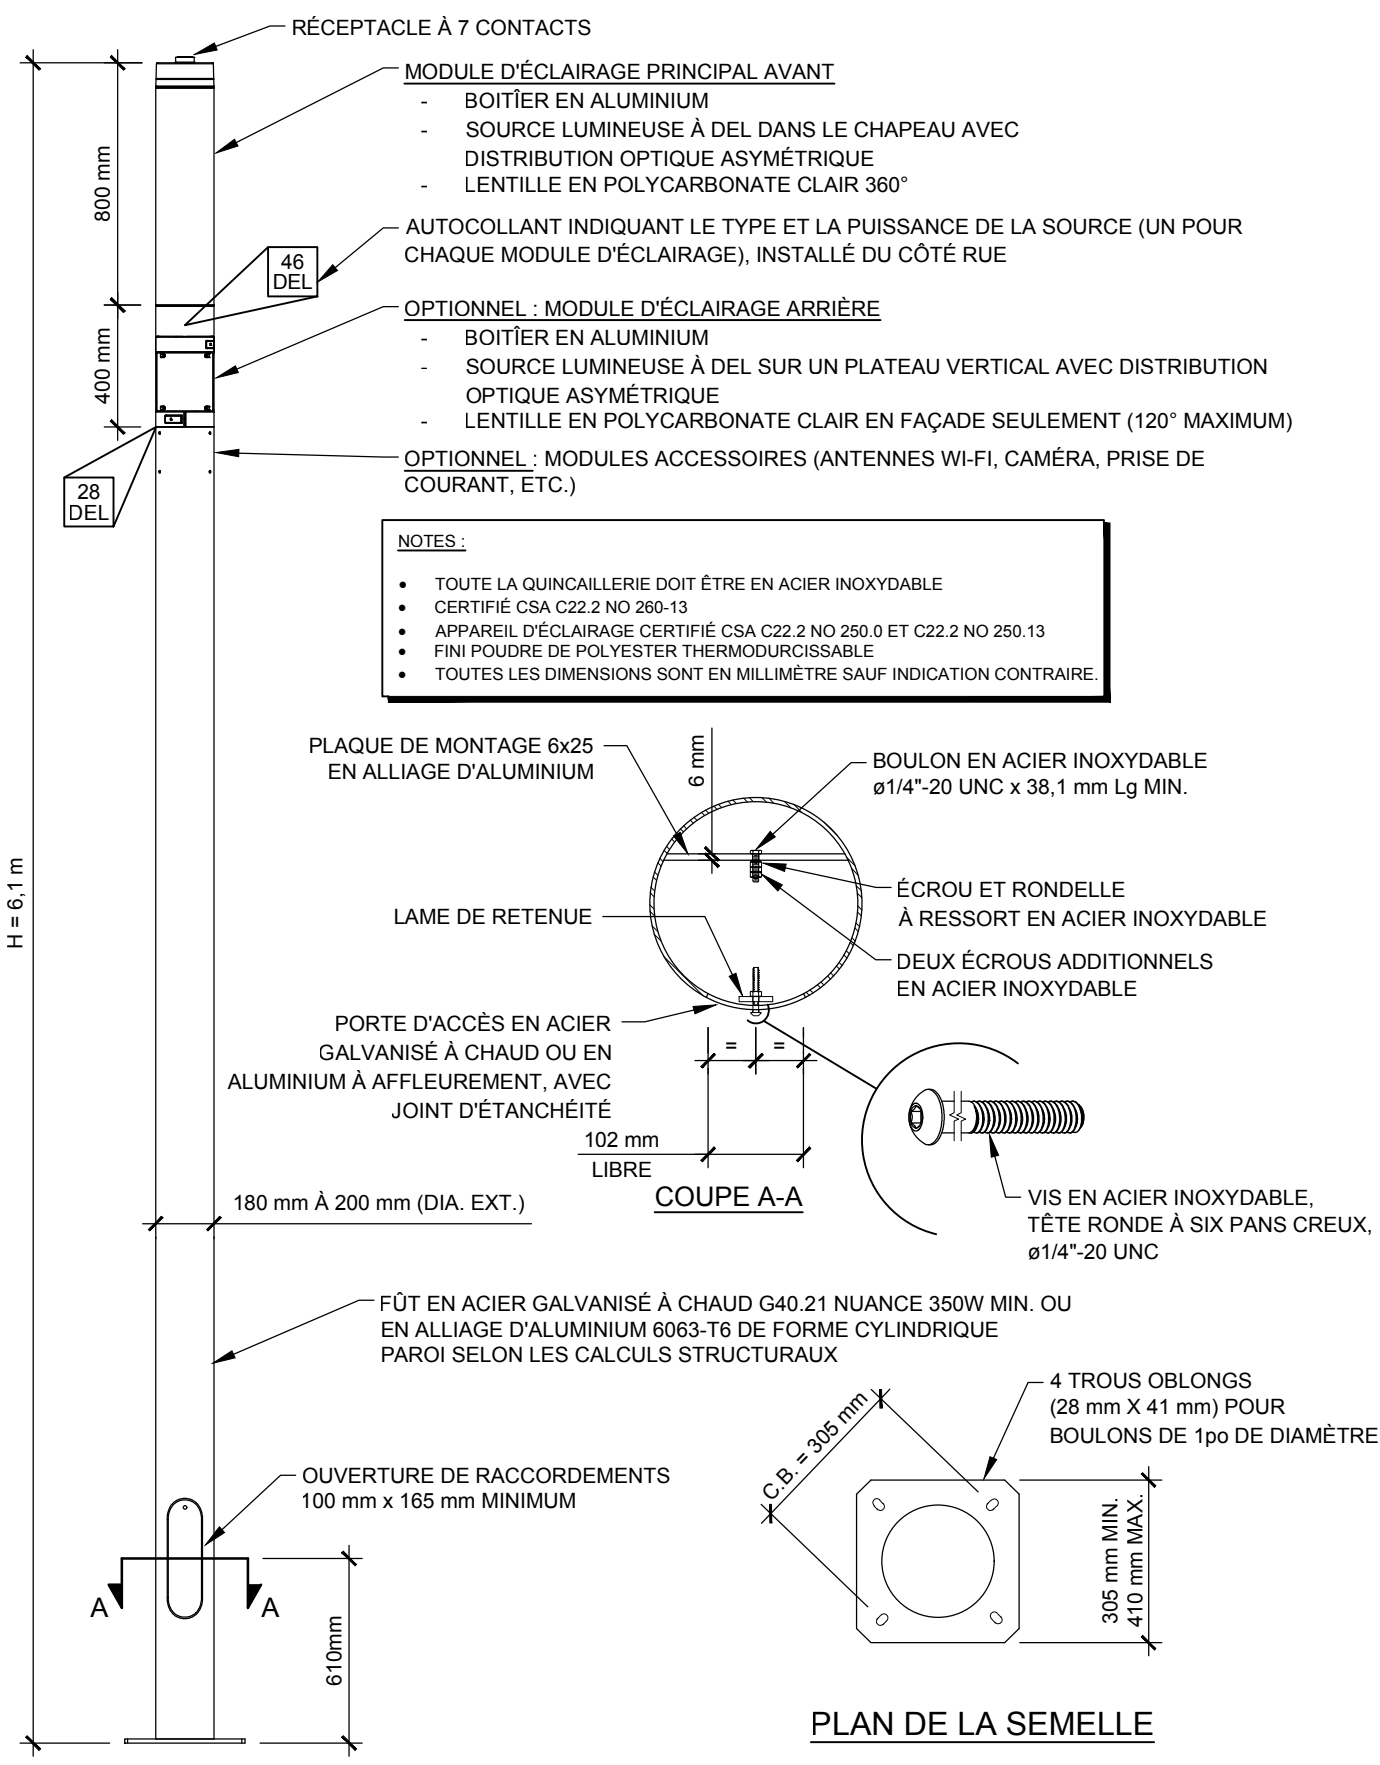 RÉCEPTACLE À 7 CONTACTS
MODULE D'ÉCLAIRAGE PRINCIPAL AVANT
- BOITÎER EN ALUMINIUM
- SOURCE LUMINEUSE À DEL DANS LE CHAPEAU AVEC
DISTRIBUTION OPTIQUE ASYMÉTRIQUE
- LENTILLE EN POLYCARBONATE CLAIR 360°
800 mm
AUTOCOLLANT INDIQUANT LE TYPE ET LA PUISSANCE DE LA SOURCE (UN POUR
CHAQUE MODULE D'ÉCLAIRAGE), INSTALLÉ DU CÔTÉ RUE
46
DEL
OPTIONNEL : MODULE D'ÉCLAIRAGE ARRIÈRE
- BOITÎER EN ALUMINIUM
- SOURCE LUMINEUSE À DEL SUR UN PLATEAU VERTICAL AVEC DISTRIBUTION
OPTIQUE ASYMÉTRIQUE
- LENTILLE EN POLYCARBONATE CLAIR EN FAÇADE SEULEMENT (120° MAXIMUM)
400 mm
OPTIONNEL : MODULES ACCESSOIRES (ANTENNES WI-FI, CAMÉRA, PRISE DE
COURANT, ETC.)
28
DEL
NOTES :
• TOUTE LA QUINCAILLERIE DOIT ÊTRE EN ACIER INOXYDABLE
• CERTIFIÉ CSA C22.2 NO 260-13
• APPAREIL D'ÉCLAIRAGE CERTIFIÉ CSA C22.2 NO 250.0 ET C22.2 NO 250.13
• FINI POUDRE DE POLYESTER THERMODURCISSABLE
• TOUTES LES DIMENSIONS SONT EN MILLIMÈTRE SAUF INDICATION CONTRAIRE.
PLAQUE DE MONTAGE 6x25
EN ALLIAGE D'ALUMINIUM
6 mm
BOULON EN ACIER INOXYDABLE
ø1/4"-20 UNC x 38,1 mm Lg MIN.
H = 6,1 m
ÉCROU ET RONDELLE
À RESSORT EN ACIER INOXYDABLE
LAME DE RETENUE
DEUX ÉCROUS ADDITIONNELS
EN ACIER INOXYDABLE
PORTE D'ACCÈS EN ACIER
GALVANISÉ À CHAUD OU EN
ALUMINIUM À AFFLEUREMENT, AVEC
JOINT D'ÉTANCHÉITÉ
= =
102 mm
LIBRE
COUPE A-A
VIS EN ACIER INOXYDABLE,
TÊTE RONDE À SIX PANS CREUX,
ø1/4"-20 UNC
180 mm À 200 mm (DIA. EXT.)
FÛT EN ACIER GALVANISÉ À CHAUD G40.21 NUANCE 350W MIN. OU
EN ALLIAGE D'ALUMINIUM 6063-T6 DE FORME CYLINDRIQUE
PAROI SELON LES CALCULS STRUCTURAUX
4 TROUS OBLONGS
(28 mm X 41 mm) POUR
BOULONS DE 1po DE DIAMÈTRE
C.B. = 305 mm
OUVERTURE DE RACCORDEMENTS
100 mm x 165 mm MINIMUM
305 mm MIN.
410 mm MAX.
A A
610mm
PLAN DE LA SEMELLE